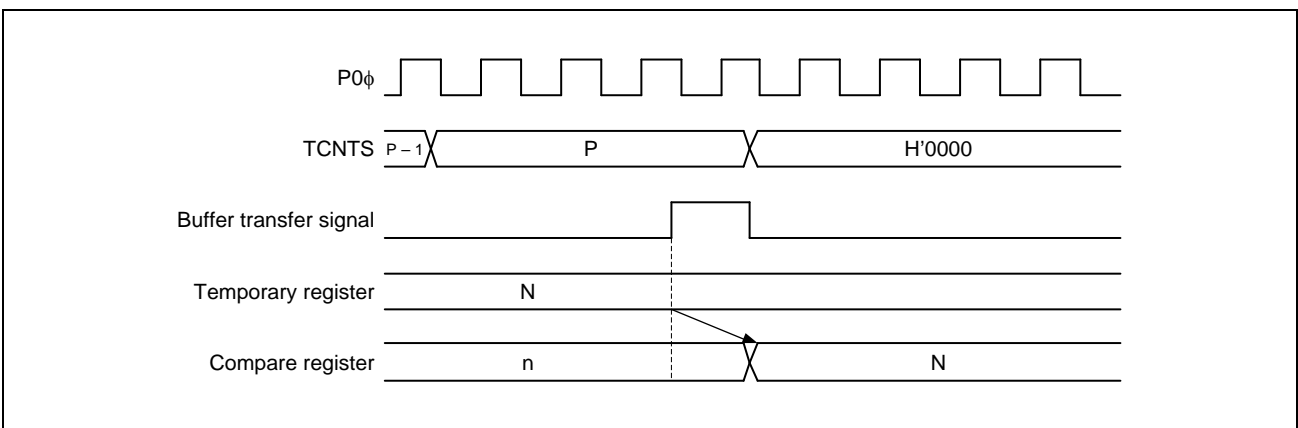 P0ϕ
TCNTS P – 1 P H'0000
Buffer transfer signal
Temporary register N
Compare register n N